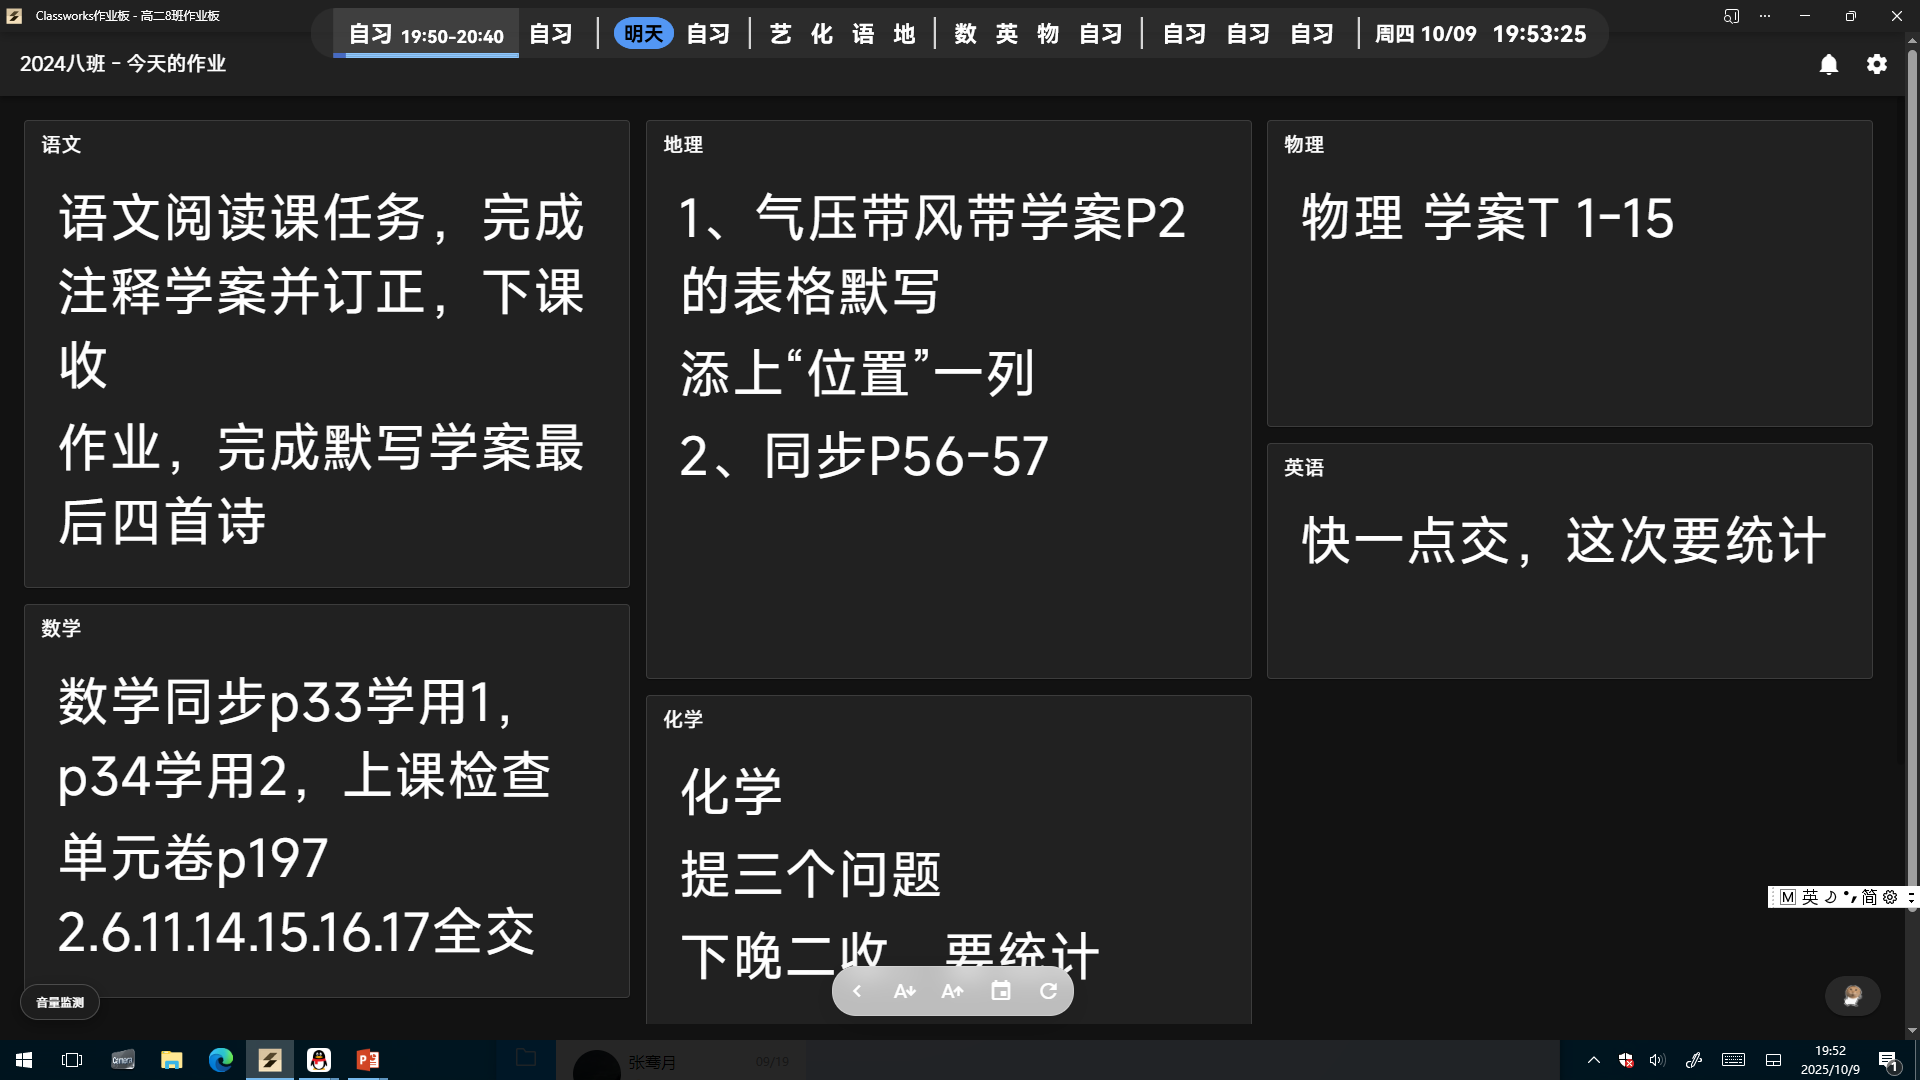 Classworks作业板 - 高二8班作业板
自习 19:50-20:40 自习 明天 自习 艺 化 语 地 数 英 物 自习 自习 自习 自习 周四 10/09 19:53:25
2024八班 - 今天的作业
语文
语文阅读课任务，完成
注释学案并订正，下课
收
作业，完成默写学案最
后四首诗
数学
数学同步p33学用1，
p34学用2，上课检查
单元卷p197
2.6.11.14.15.16.17全交
地理
1、气压带风带学案P2
的表格默写
添上“位置”一列
2、同步P56-57
化学
化学
提三个问题
下晚二收 要统计
物理
物理 学案T 1-15
英语
快一点交，这次要统计
M 英 简
音量监测
张骞月 09/19
19:52
2025/10/9
1